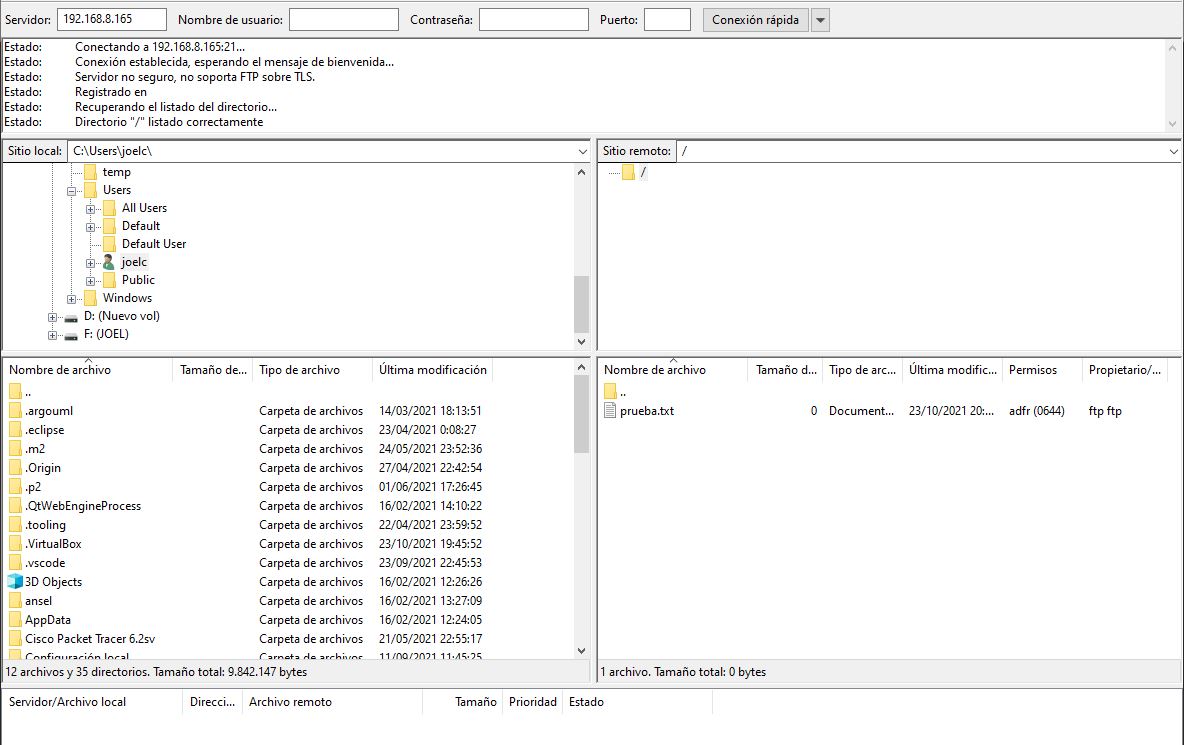 Servidor: 192.168.8.165 Nombre de usuario: Contraseña: Puerto: Conexión rápida
Estado: Conectando a 192.168.8.165:21...
Estado: Conexión establecida, esperando el mensaje de bienvenida...
Estado: Servidor no seguro, no soporta FTP sobre TLS.
Estado: Registrado en
Estado: Recuperando el listado del directorio...
Estado: Directorio "/" listado correctamente
Sitio local: C:\Users\joelc\
temp
Users
All Users
Default
Default User
joelc
Public
Windows
D: (Nuevo vol)
F: (JOEL)
Sitio remoto: /
/
Nombre de archivo Tamaño de... Tipo de archivo Última modificación
..
.argouml Carpeta de archivos 14/03/2021 18:13:51
.eclipse Carpeta de archivos 23/04/2021 0:08:27
.m2 Carpeta de archivos 24/05/2021 23:52:36
.Origin Carpeta de archivos 27/04/2021 22:42:54
.p2 Carpeta de archivos 01/06/2021 17:26:45
.QtWebEngineProcess Carpeta de archivos 16/02/2021 14:10:22
.tooling Carpeta de archivos 22/04/2021 23:59:52
.VirtualBox Carpeta de archivos 23/10/2021 19:45:52
.vscode Carpeta de archivos 23/09/2021 22:45:53
3D Objects Carpeta de archivos 16/02/2021 12:26:26
ansel Carpeta de archivos 16/02/2021 13:27:09
AppData Carpeta de archivos 16/02/2021 12:24:05
Cisco Packet Tracer 6.2sv Carpeta de archivos 21/05/2021 22:55:17
Configuración local Carpeta de archivos 11/09/2021 11:45:25
12 archivos y 35 directorios. Tamaño total: 9.842.147 bytes
Nombre de archivo Tamaño d... Tipo de arc... Última modific... Permisos Propietario/...
..
prueba.txt 0 Document... 23/10/2021 20:... adfr (0644) ftp ftp
1 archivo. Tamaño total: 0 bytes
Servidor/Archivo local Direcci... Archivo remoto Tamaño Prioridad Estado